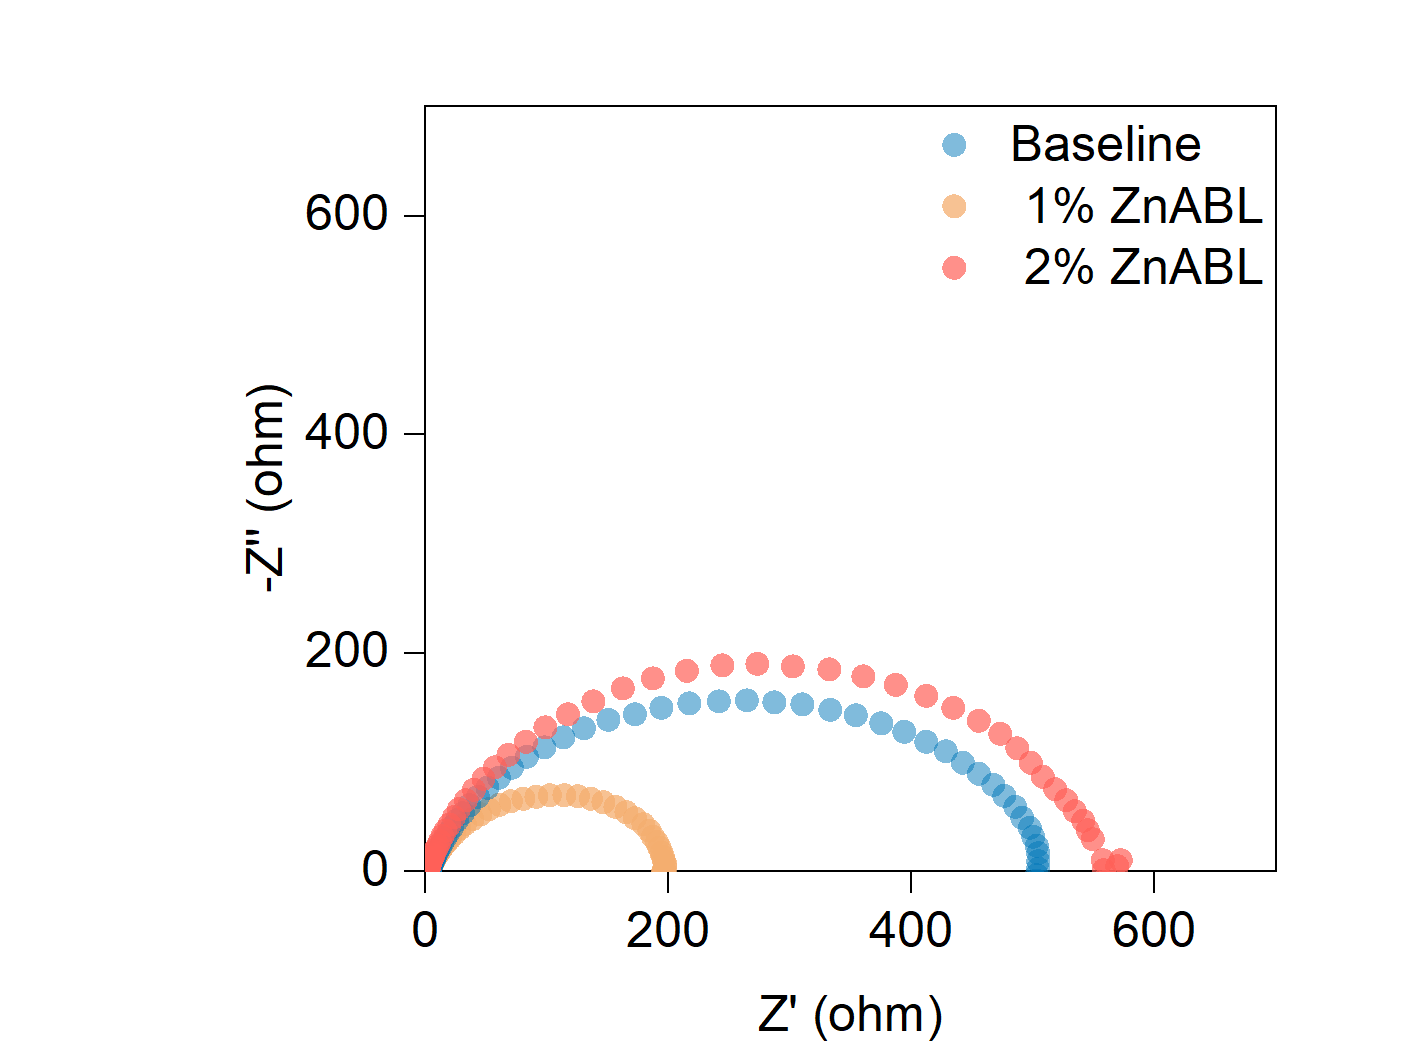 Baseline
1% ZnABL
2% ZnABL
600
400
200
0
-Z'' (ohm)
0 200 400 600
Z' (ohm)